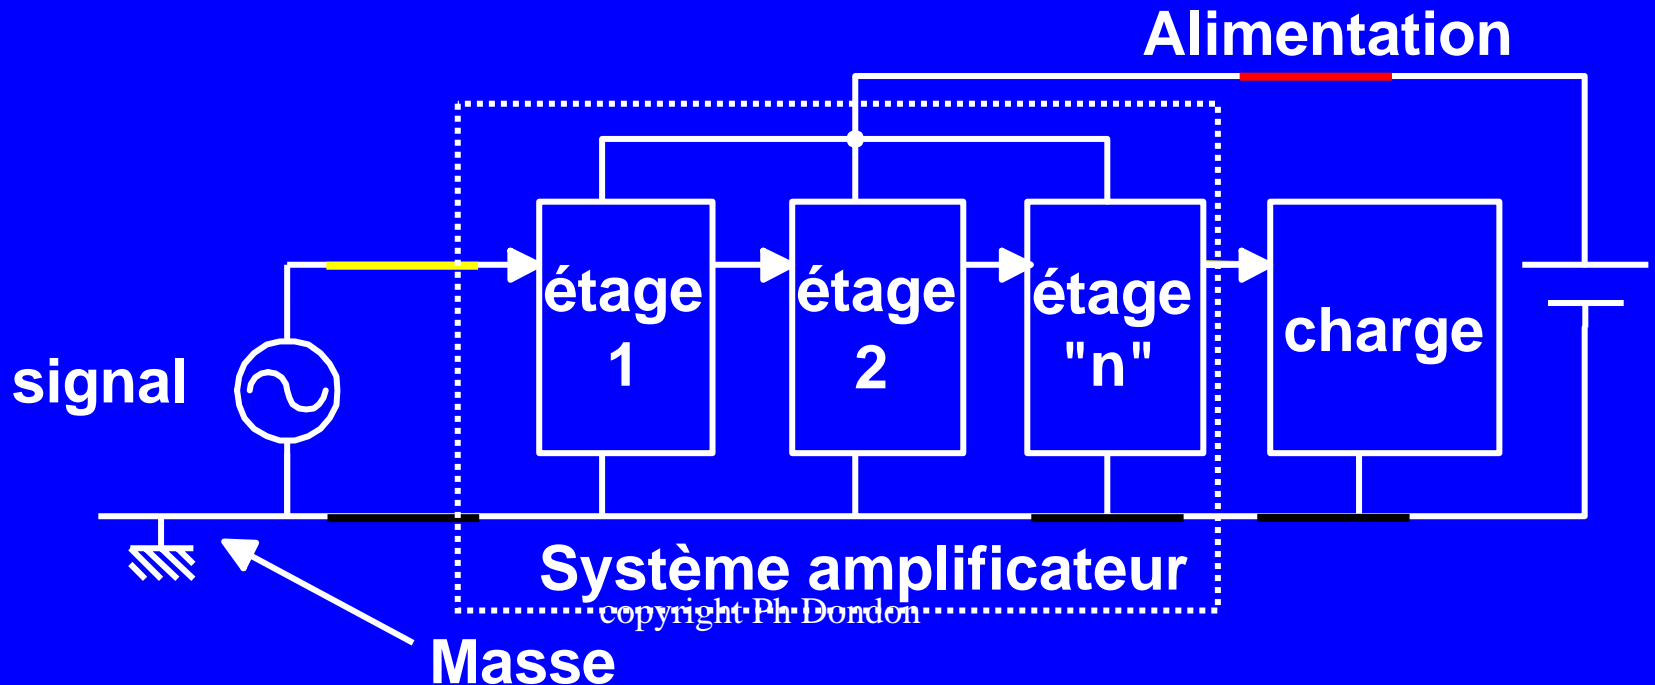 Alimentation
signal
étage
1
étage
2
étage
"n"
charge
Système amplificateur
copyright Ph Dondon
Masse